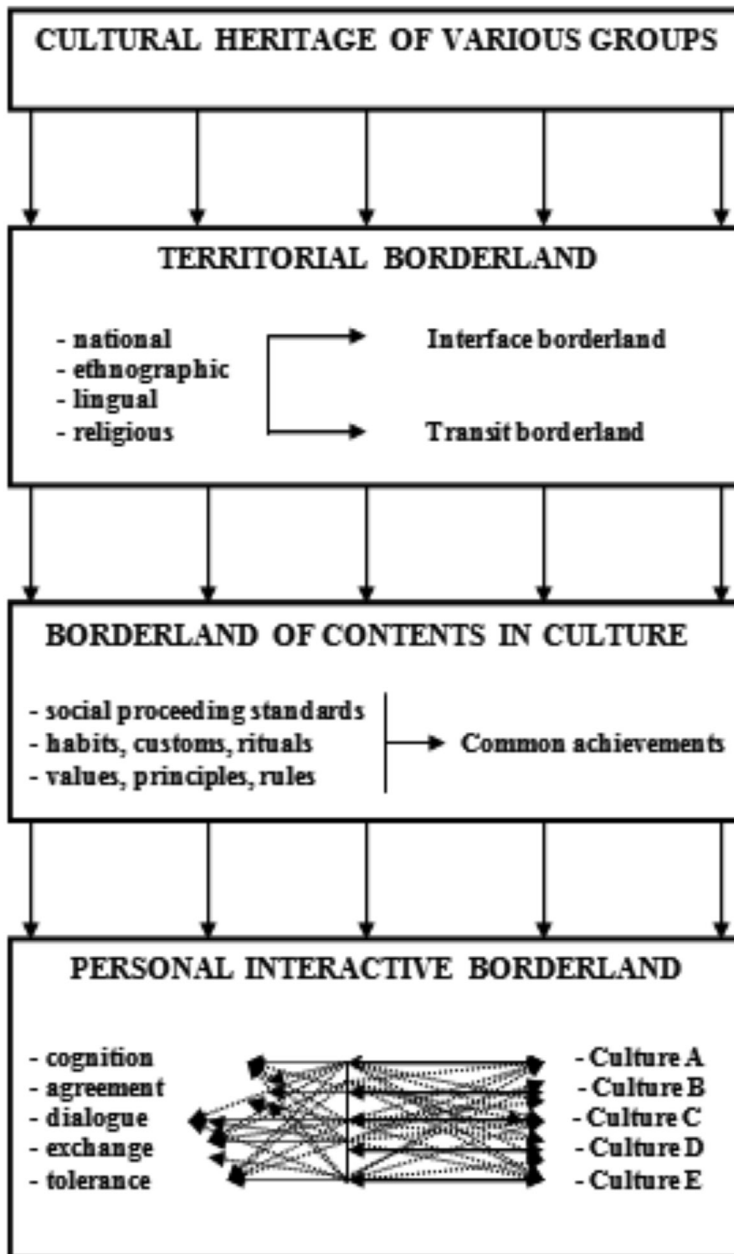 CULTURAL HERITAGE OF VARIOUS GROUPS
TERRITORIAL BORDERLAND
- national
- ethnographic
- lingual
- religious
Interface borderland
Transit borderland
BORDERLAND OF CONTENTS IN CULTURE
- social proceeding standards
- habits, customs, rituals
- values, principles, rules
Common achievements
PERSONAL INTERACTIVE BORDERLAND
- cognition
- agreement
- dialogue
- exchange
- tolerance
- Culture A
- Culture B
- Culture C
- Culture D
- Culture E